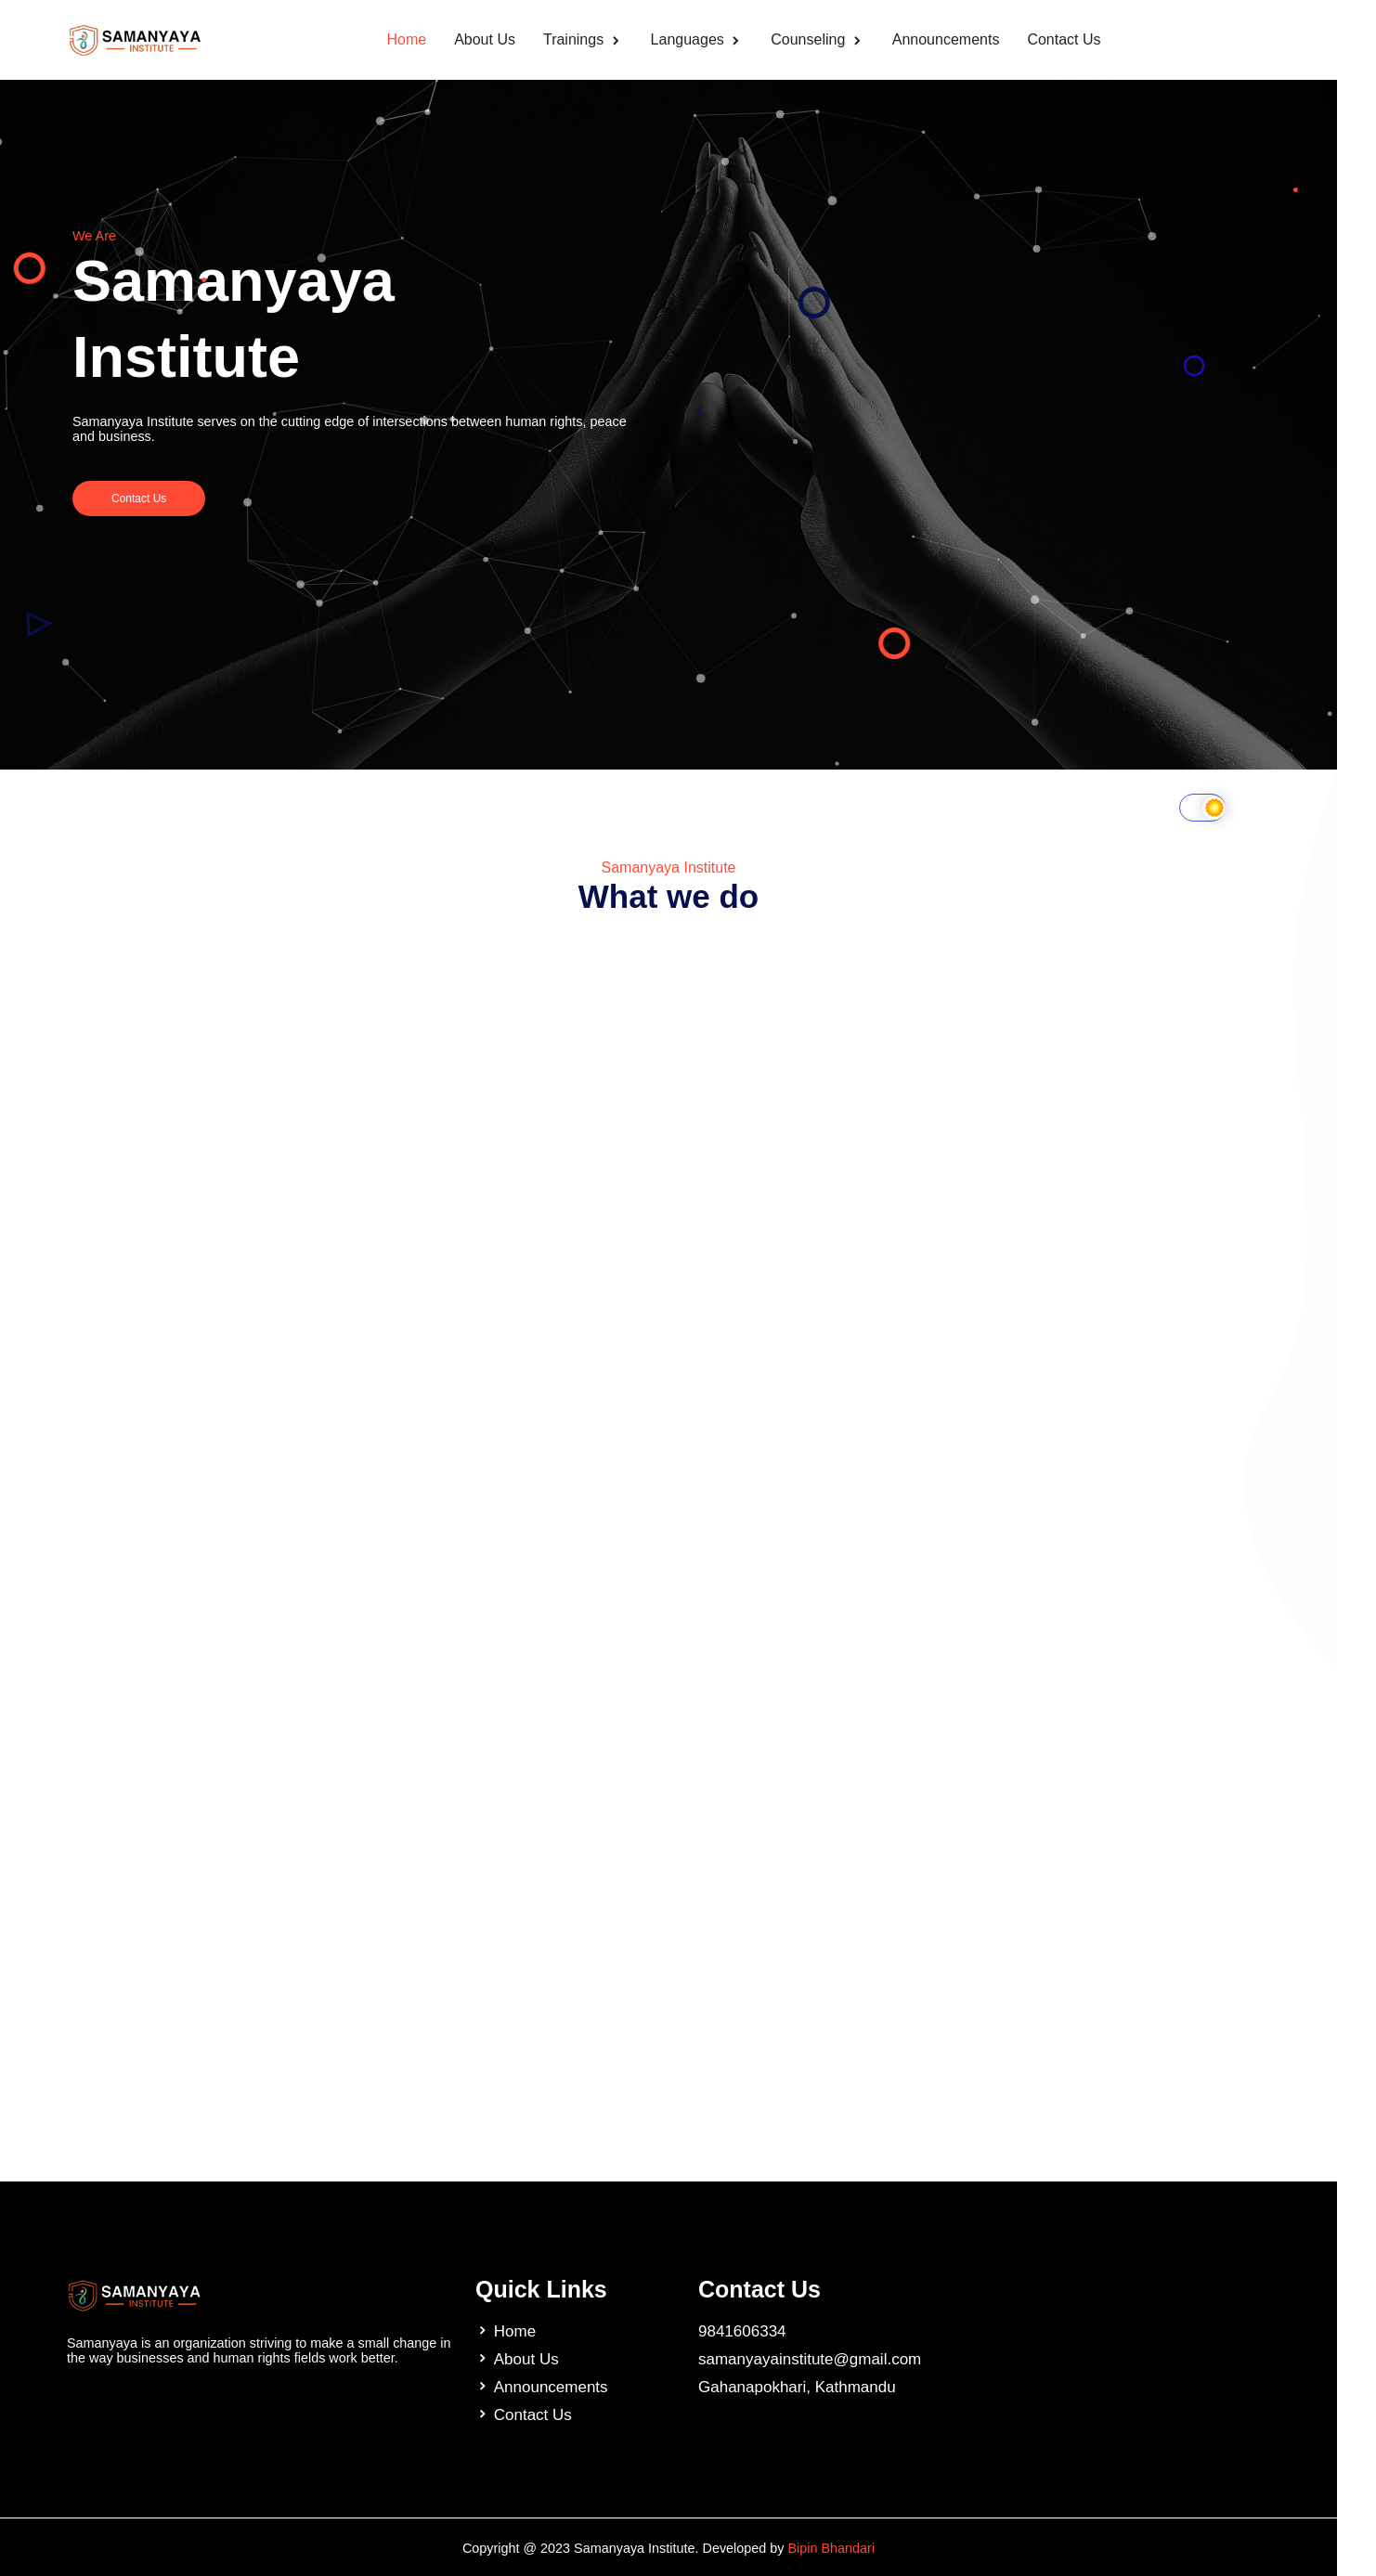 SAMANYAYA
INSTITUTE
Home About Us Trainings Languages Counseling Announcements Contact Us
We Are
Samanyaya
Institute
Samanyaya Institute serves on the cutting edge of intersections between human rights, peace
and business.
Contact Us
Samanyaya Institute
What we do
SAMANYAYA
INSTITUTE
Samanyaya is an organization striving to make a small change in
the way businesses and human rights fields work better.
Quick Links
Home
About Us
Announcements
Contact Us
Contact Us
9841606334
samanyayainstitute@gmail.com
Gahanapokhari, Kathmandu
Copyright @ 2023 Samanyaya Institute. Developed by Bipin Bhandari